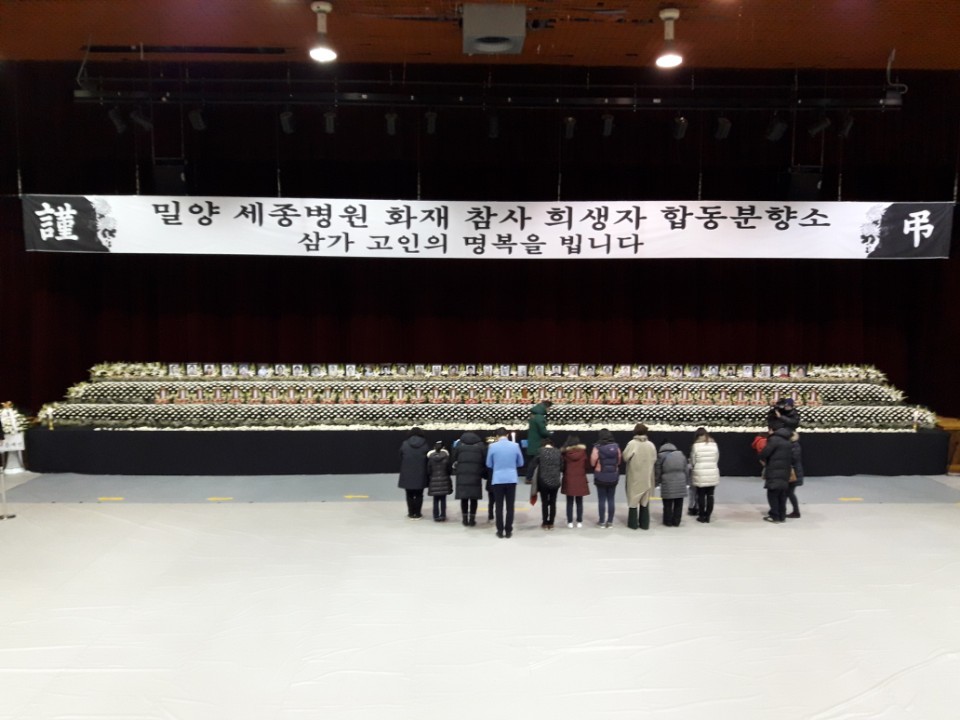 謹 밀양 세종병원 화재 참사 희생자 합동분향소 弔
삼가 고인의 명복을 빕니다